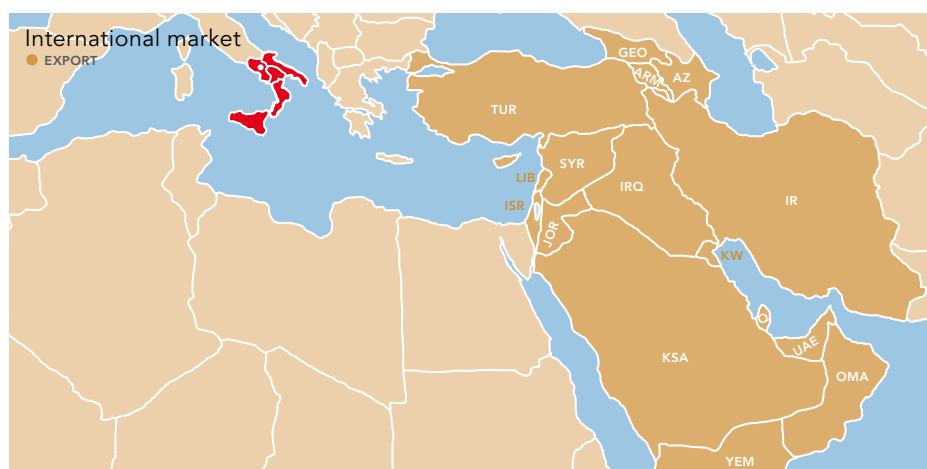 International market
EXPORT
GEO
ARM
AZ
TUR
SYR
LIB
IRQ
IR
ISR
JOR
KW
Q
UAE
KSA
OMA
YEM